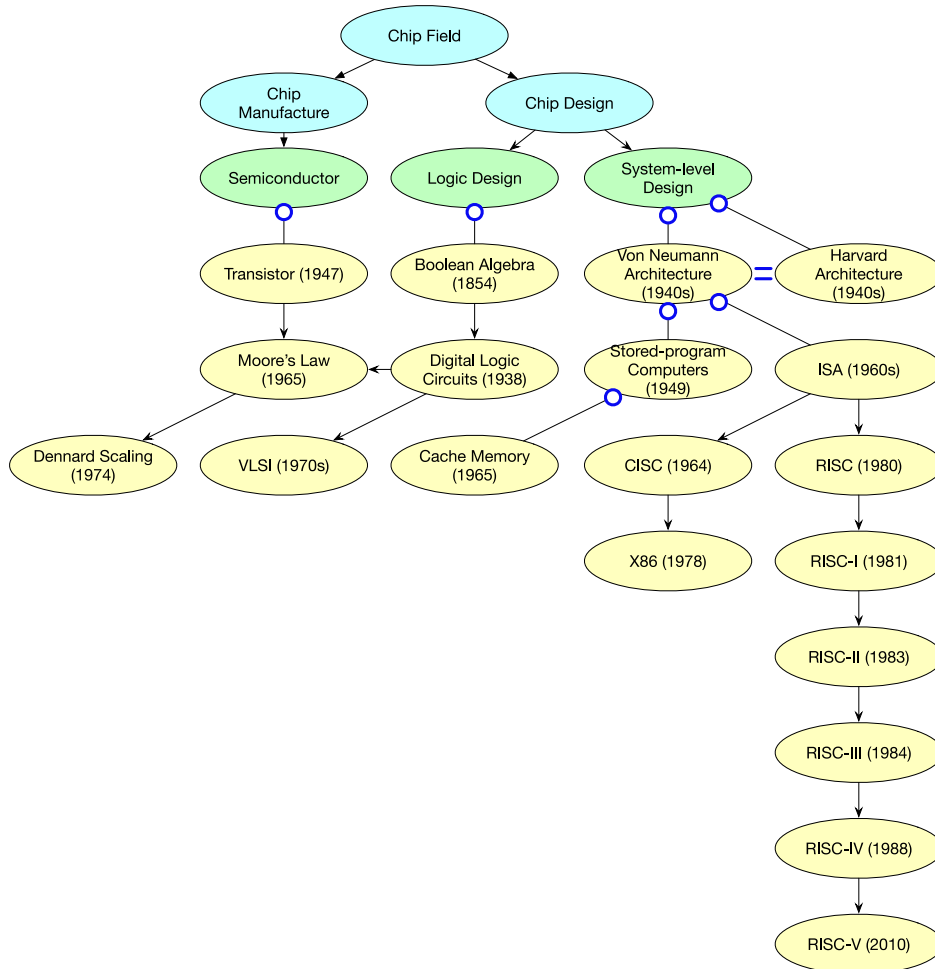 Chip Field
Chip
Manufacture
Chip Design
Semiconductor
Logic Design
System-level
Design
Transistor (1947)
Boolean Algebra
(1854)
Von Neumann
Architecture
(1940s)
Harvard
Architecture
(1940s)
Moore's Law
(1965)
Digital Logic
Circuits (1938)
Stored-program
Computers
(1949)
ISA (1960s)
Dennard Scaling
(1974)
VLSI (1970s)
Cache Memory
(1965)
CISC (1964)
RISC (1980)
X86 (1978)
RISC-I (1981)
RISC-II (1983)
RISC-III (1984)
RISC-IV (1988)
RISC-V (2010)